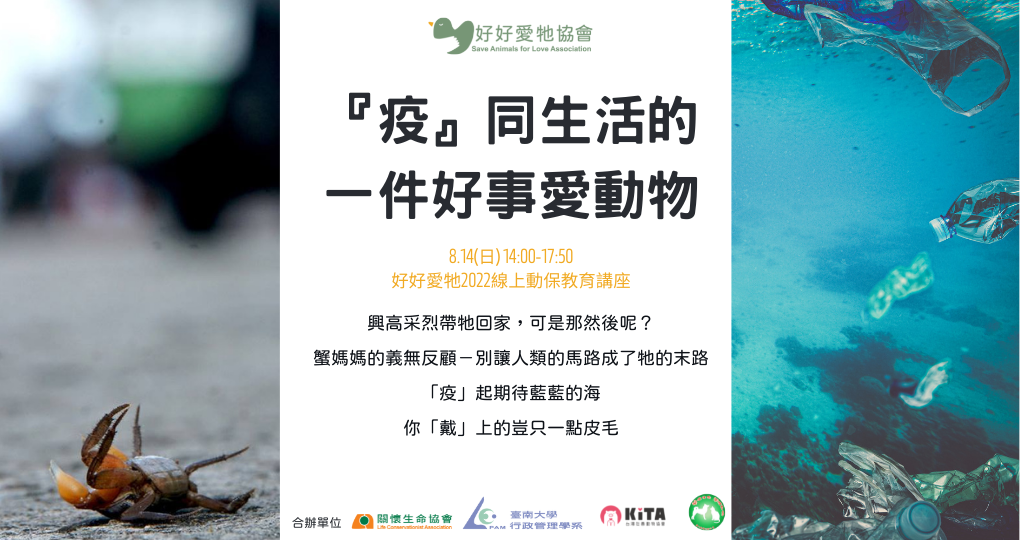 好好愛牠協會
Save Animals for Love Association
『疫』同生活的
一件好事愛動物
8.14(日) 14:00-17:50
好好愛牠2022線上動保教育講座
興高采烈帶牠回家，可是那然後呢？
蟹媽媽的義無反顧－別讓人類的馬路成了牠的末路
「疫」起期待藍藍的海
你「戴」上的豈只一點皮毛
合辦單位
關懷生命協會
Life Conservationist Association
PAM
臺南大學
行政管理學系
KiTA